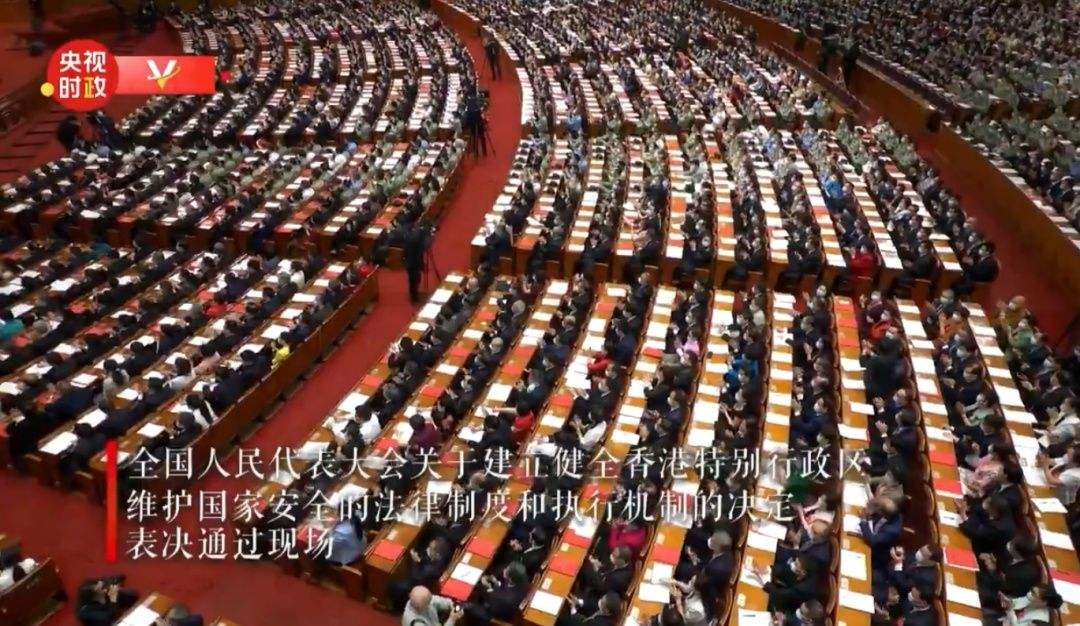 央视
时政
全国人民代表大会关于建立健全香港特别行政区
维护国家安全的法律制度和执行机制的决定
表决通过现场